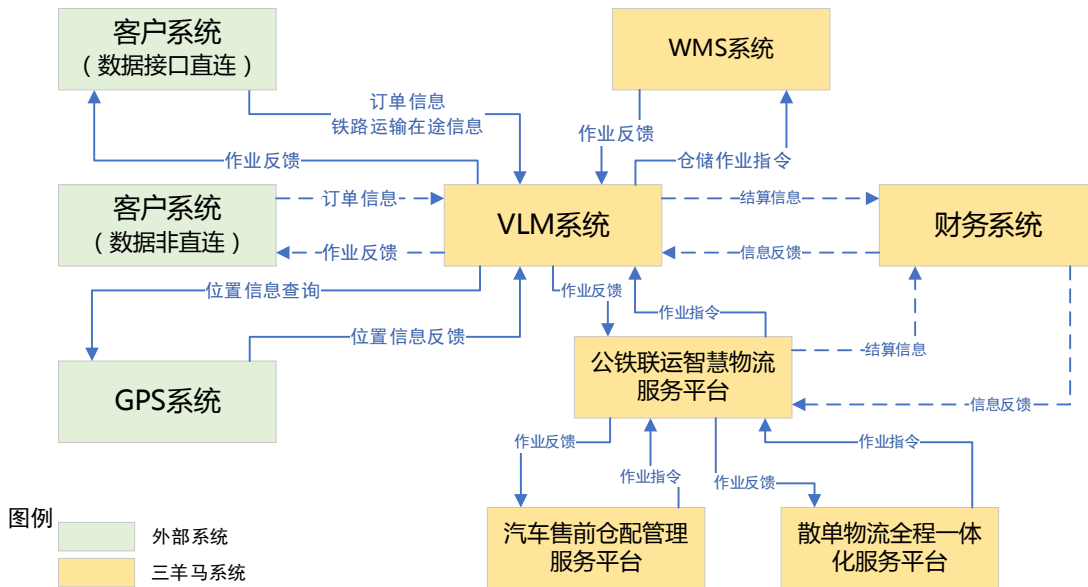 客户系统
（数据接口直连）
WMS系统
订单信息
铁路运输在途信息
作业反馈
作业反馈
仓储作业指令
客户系统
（数据非直连）
订单信息
作业反馈
VLM系统
结算信息
信息反馈
财务系统
位置信息查询
作业反馈
作业指令
位置信息反馈
公铁联运智慧物流
服务平台
结算信息
信息反馈
GPS系统
作业反馈
作业指令
作业反馈
作业指令
汽车售前仓配管理
服务平台
散单物流全程一体
化服务平台
图例
外部系统
三羊马系统